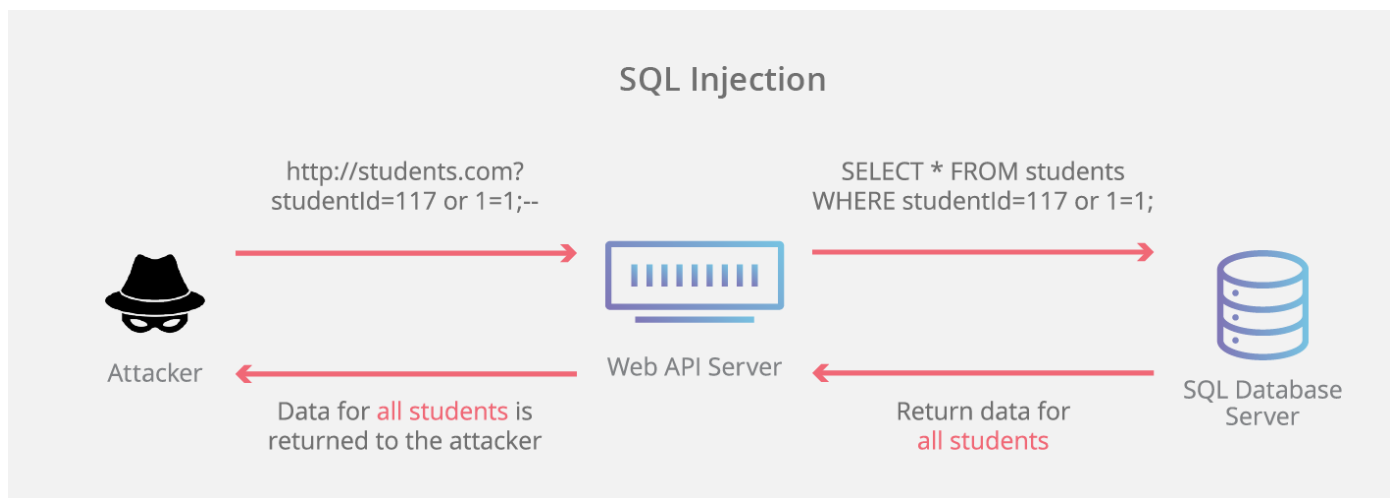 SQL Injection
http://students.com?
studentId=117 or 1=1;--
SELECT * FROM students
WHERE studentId=117 or 1=1;
Attacker
Web API Server
SQL Database
Server
Data for all students is
returned to the attacker
Return data for
all students